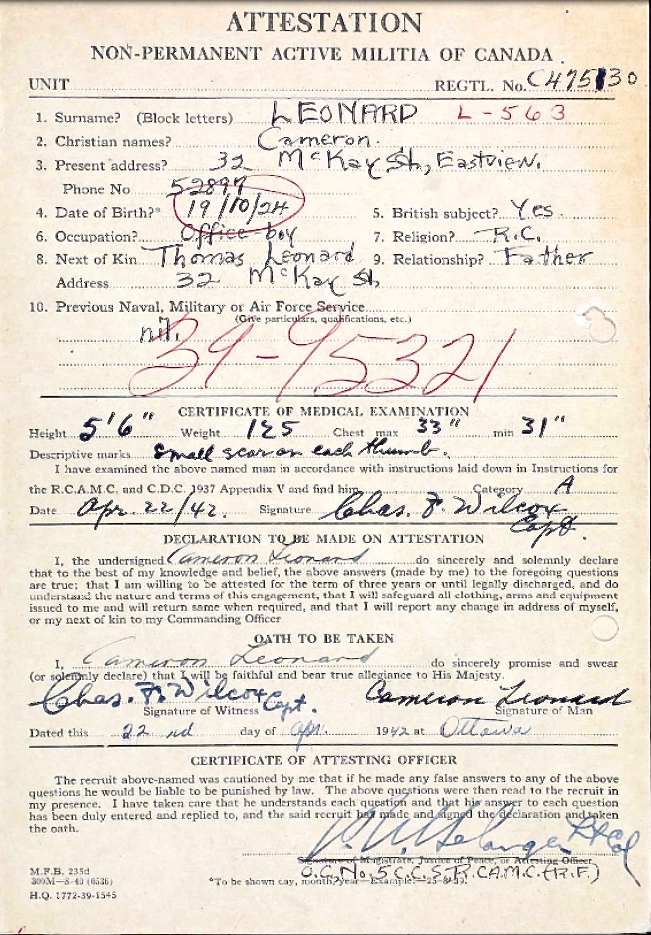 ATTESTATION
NON-PERMANENT ACTIVE MILITIA OF CANADA.
UNIT REGTL. No. C475130
1. Surname? (Block letters) LEONARD L-563
2. Christian names? Cameron.
3. Present address? 32 McKay St, Eastview.
Phone No 52897
4. Date of Birth?* 19/10/24 5. British subject? Yes
6. Occupation? Office boy 7. Religion? R.C.
8. Next of Kin Thomas Leonard 9. Relationship? Father
Address 32 McKay St
10. Previous Naval, Military or Air Force Service
(Give particulars, qualifications, etc.)
nil.
39-95321
CERTIFICATE OF MEDICAL EXAMINATION
Height 5'6" Weight 125 Chest max 33" min 31"
Descriptive marks small scar on each thumb.
I have examined the above named man in accordance with instructions laid down in Instructions for
the R.C.A.M.C. and C.D.C. 1937 Appendix V and find him Category A
Date Apr. 22/42. Signature Chas. F. Wilcox
Capt.
DECLARATION TO BE MADE ON ATTESTATION
I, the undersigned Cameron Leonard do sincerely and solemnly declare
that to the best of my knowledge and belief, the above answers (made by me) to the foregoing questions
are true; that I am willing to be attested for the term of three years or until legally discharged, and do
understand the nature and terms of this engagement, that I will safeguard all clothing, arms and equipment
issued to me and will return same when required, and that I will report any change in address of myself,
or my next of kin to my Commanding Officer
OATH TO BE TAKEN
I, Cameron Leonard do sincerely promise and swear
(or solemnly declare) that I will be faithful and bear true allegiance to His Majesty.
Chas. F. Wilcox Capt. Cameron Leonard
Signature of Witness Signature of Man
Dated this 22nd day of Apr. 1942 at Ottawa
CERTIFICATE OF ATTESTING OFFICER
The recruit above-named was cautioned by me that if he made any false answers to any of the above
questions he would be liable to be punished by law. The above questions were then read to the recruit in
my presence. I have taken care that he understands each question and that his answer to each question
has been duly entered and replied to, and the said recruit has made and signed the declaration and taken
the oath.
Lt Col
Signature of Magistrate, Justice of Peace, or Attesting Officer
O.C. No. 5 C.C.S. R.C.A.M.C. (R.F.)
M.F.B. 235d
300M—8-40 (6536) *To be shown day, month, year—Example:—25-8-39.
H.Q. 1772-39-1545